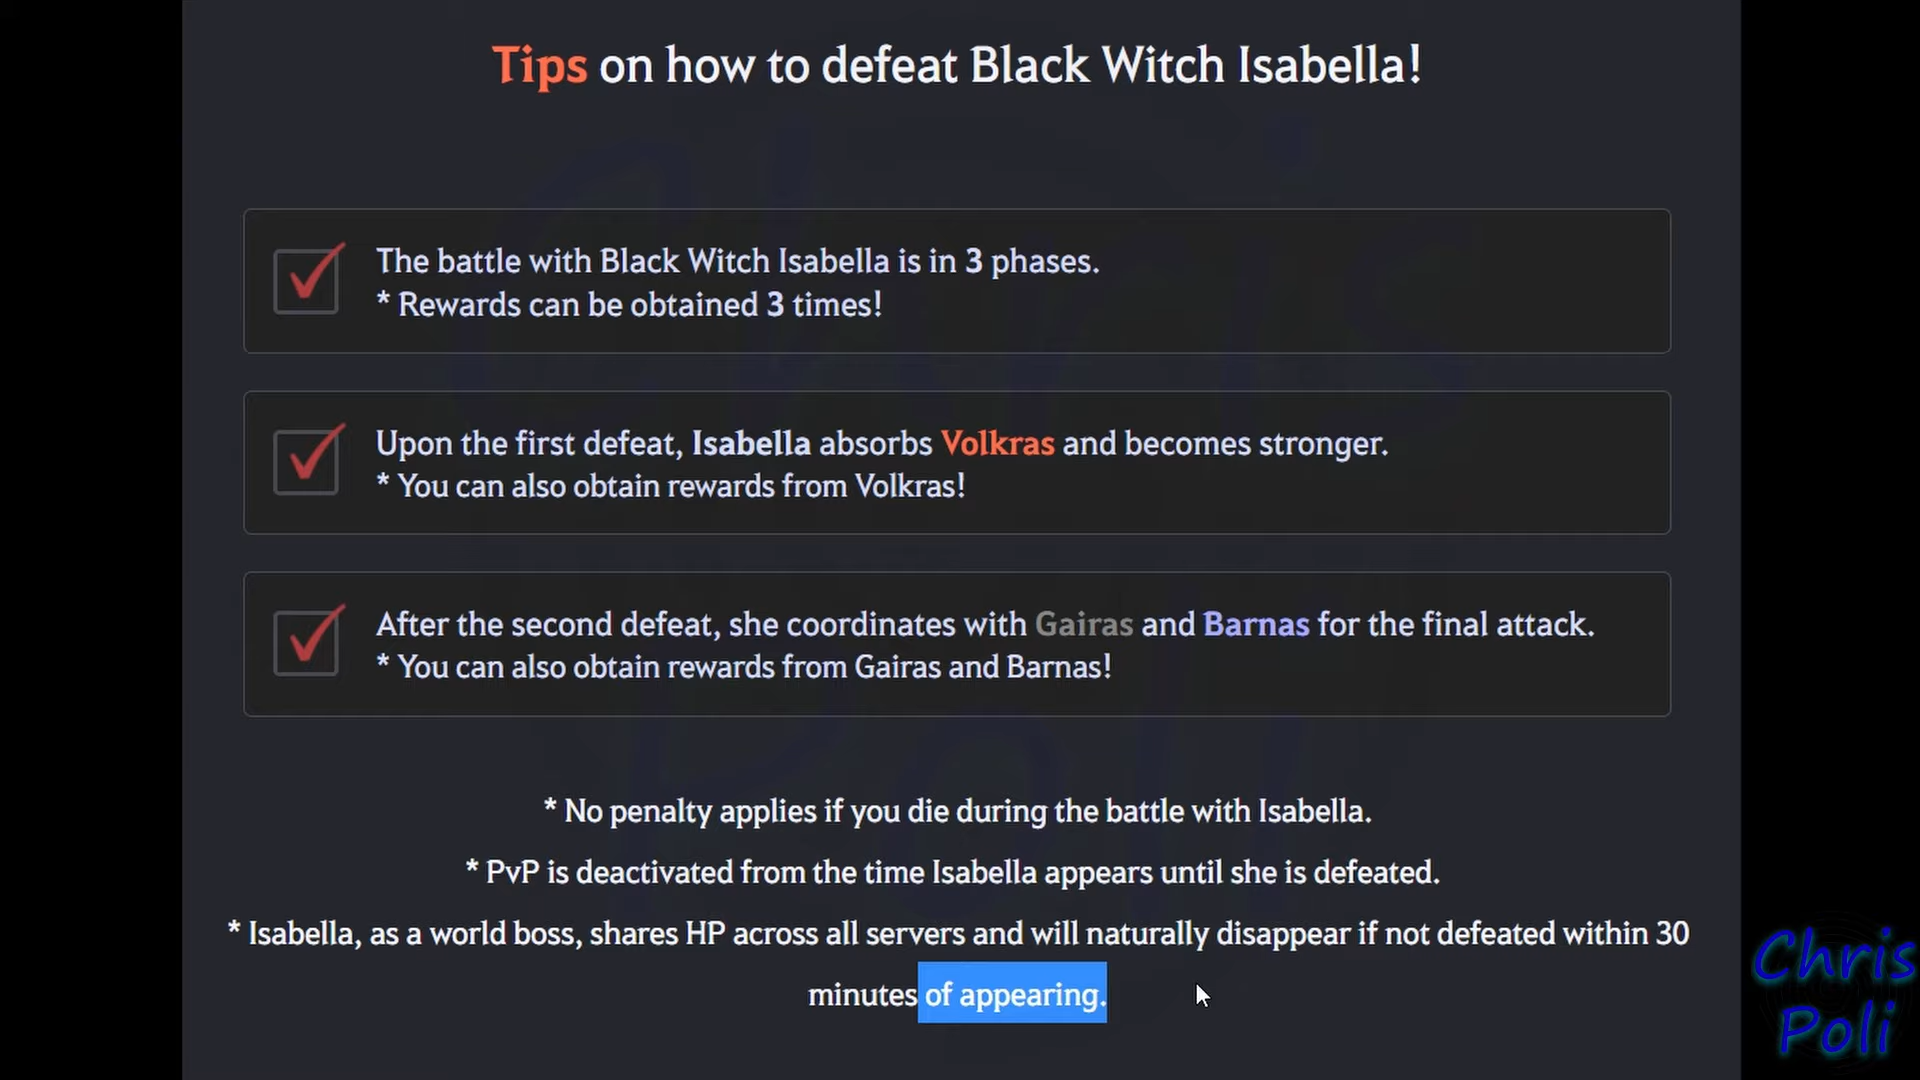 Tips on how to defeat Black Witch Isabella!
The battle with Black Witch Isabella is in 3 phases.
* Rewards can be obtained 3 times!
Upon the first defeat, Isabella absorbs Volkras and becomes stronger.
* You can also obtain rewards from Volkras!
After the second defeat, she coordinates with Gairas and Barnas for the final attack.
* You can also obtain rewards from Gairas and Barnas!
* No penalty applies if you die during the battle with Isabella.
* PvP is deactivated from the time Isabella appears until she is defeated.
* Isabella, as a world boss, shares HP across all servers and will naturally disappear if not defeated within 30
minutes of appearing.
Chris
Poli